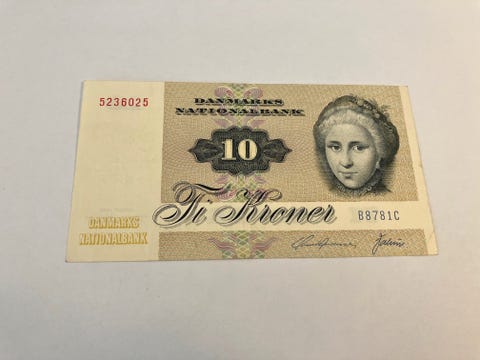 5236025
DANMARKS
NATIONALBANK
10
Ti Kroner
B8781C
DANMARKS
NATIONALBANK